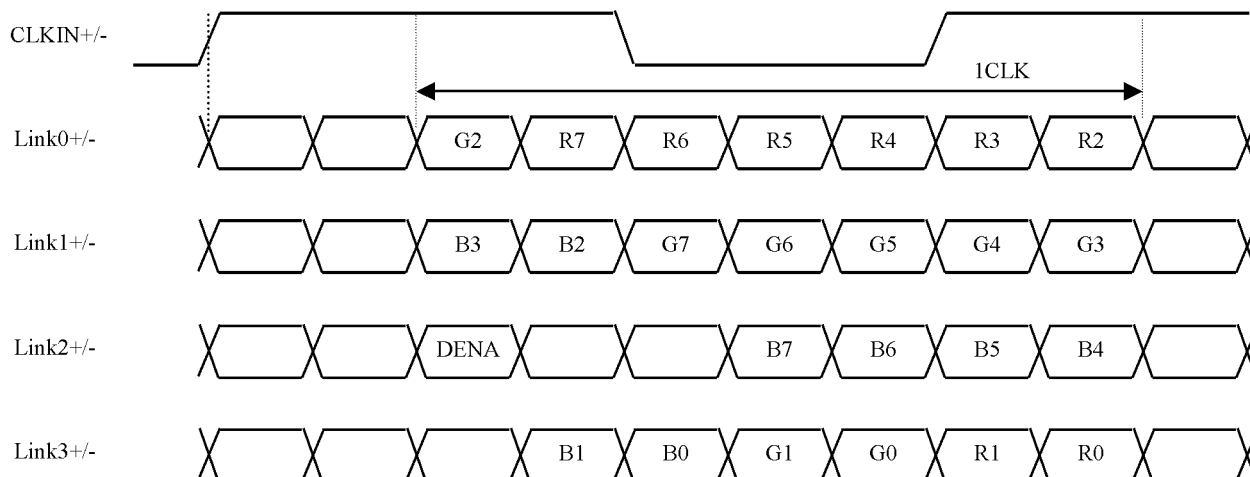 CLKIN+/-
1CLK
Link0+/- G2 R7 R6 R5 R4 R3 R2
Link1+/- B3 B2 G7 G6 G5 G4 G3
Link2+/- DENA B7 B6 B5 B4
Link3+/- B1 B0 G1 G0 R1 R0